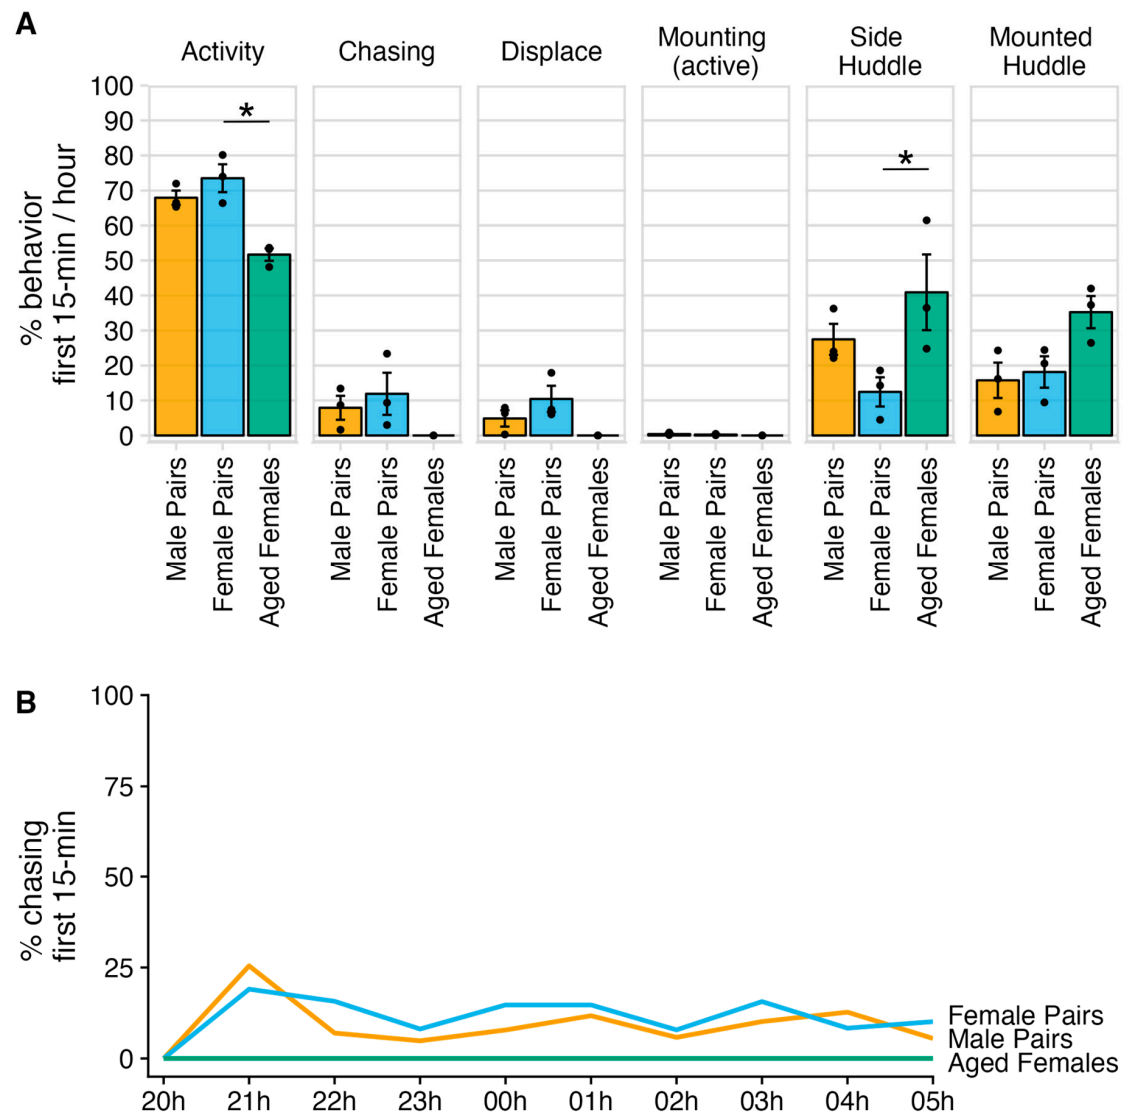 A
Activity
Chasing
Displace
Mounting
(active)
Side
Huddle
Mounted
Huddle
% behavior
first 15-min / hour
100
90
80
70
60
50
40
30
20
10
0
*
*
Male Pairs
Female Pairs
Aged Females
Male Pairs
Female Pairs
Aged Females
Male Pairs
Female Pairs
Aged Females
Male Pairs
Female Pairs
Aged Females
Male Pairs
Female Pairs
Aged Females
Male Pairs
Female Pairs
Aged Females
B
% chasing
first 15-min
100
75
50
25
0
Female Pairs
Male Pairs
Aged Females
20h
21h
22h
23h
00h
01h
02h
03h
04h
05h